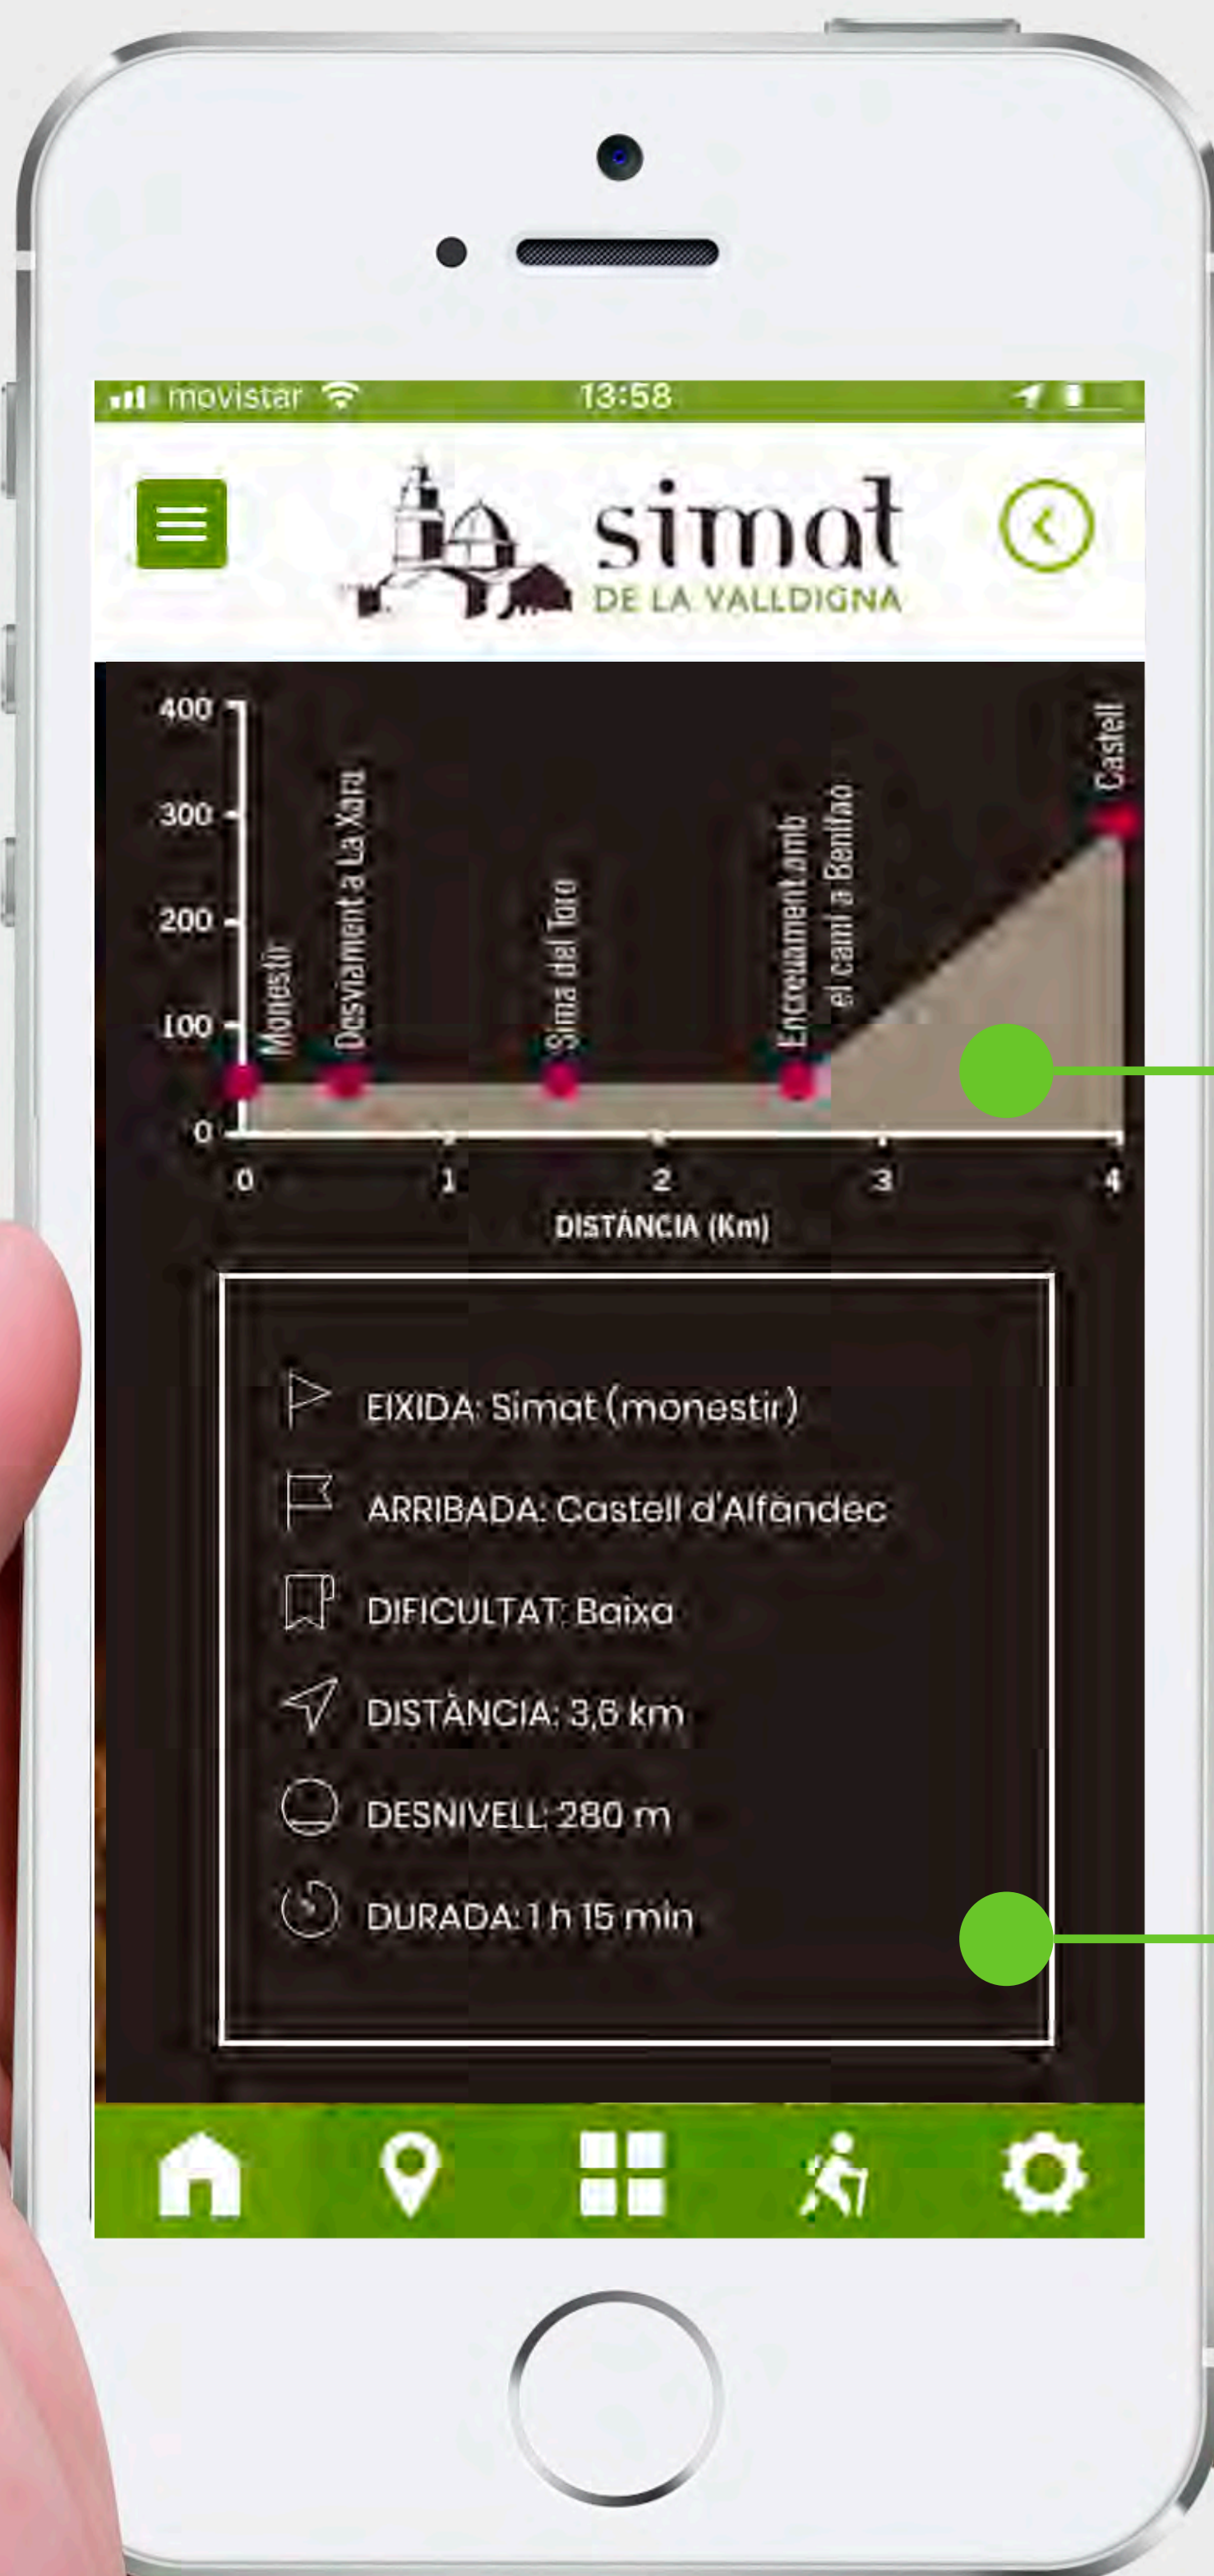 movistar 13:58
simat
DE LA VALLDIGNA
400
300
200
100
0
Monestir
Desviament a La Xara
Sima del Toro
Encreuament amb
el camí a Benifaó
Castell
0 1 2 3 4
DISTÀNCIA (Km)
EIXIDA: Simat (monestir)
ARRIBADA: Castell d'Alfàndec
DIFICULTAT: Baixa
DISTÀNCIA: 3,6 km
DESNIVELL: 280 m
DURADA: 1 h 15 min